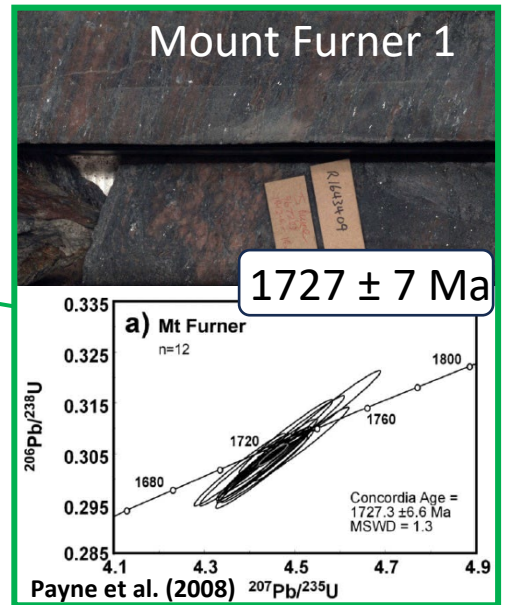 Mount Furner 1
R1643409
1727 ± 7 Ma
a) Mt Furner
n=12
0.335
0.325
0.315
0.305
0.295
0.285
²⁰⁶Pb/²³⁸U
1680
1720
1760
1800
Concordia Age =
1727.3 ±6.6 Ma
MSWD = 1.3
4.1
4.3
4.5
4.7
4.9
Payne et al. (2008)
²⁰⁷Pb/²³⁵U